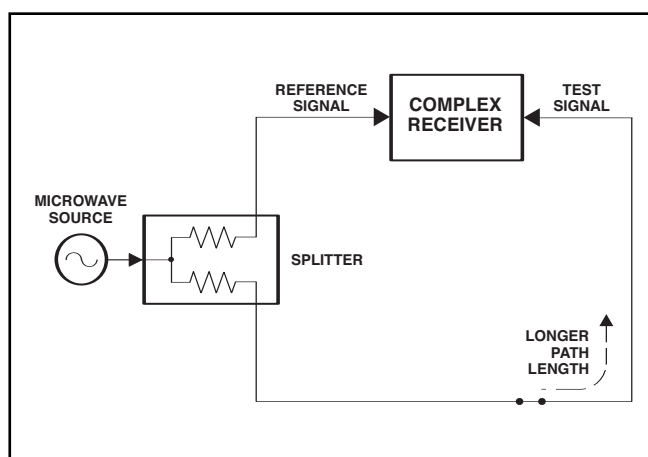 REFERENCE
SIGNAL
COMPLEX
RECEIVER
TEST
SIGNAL
MICROWAVE
SOURCE
SPLITTER
LONGER
PATH
LENGTH